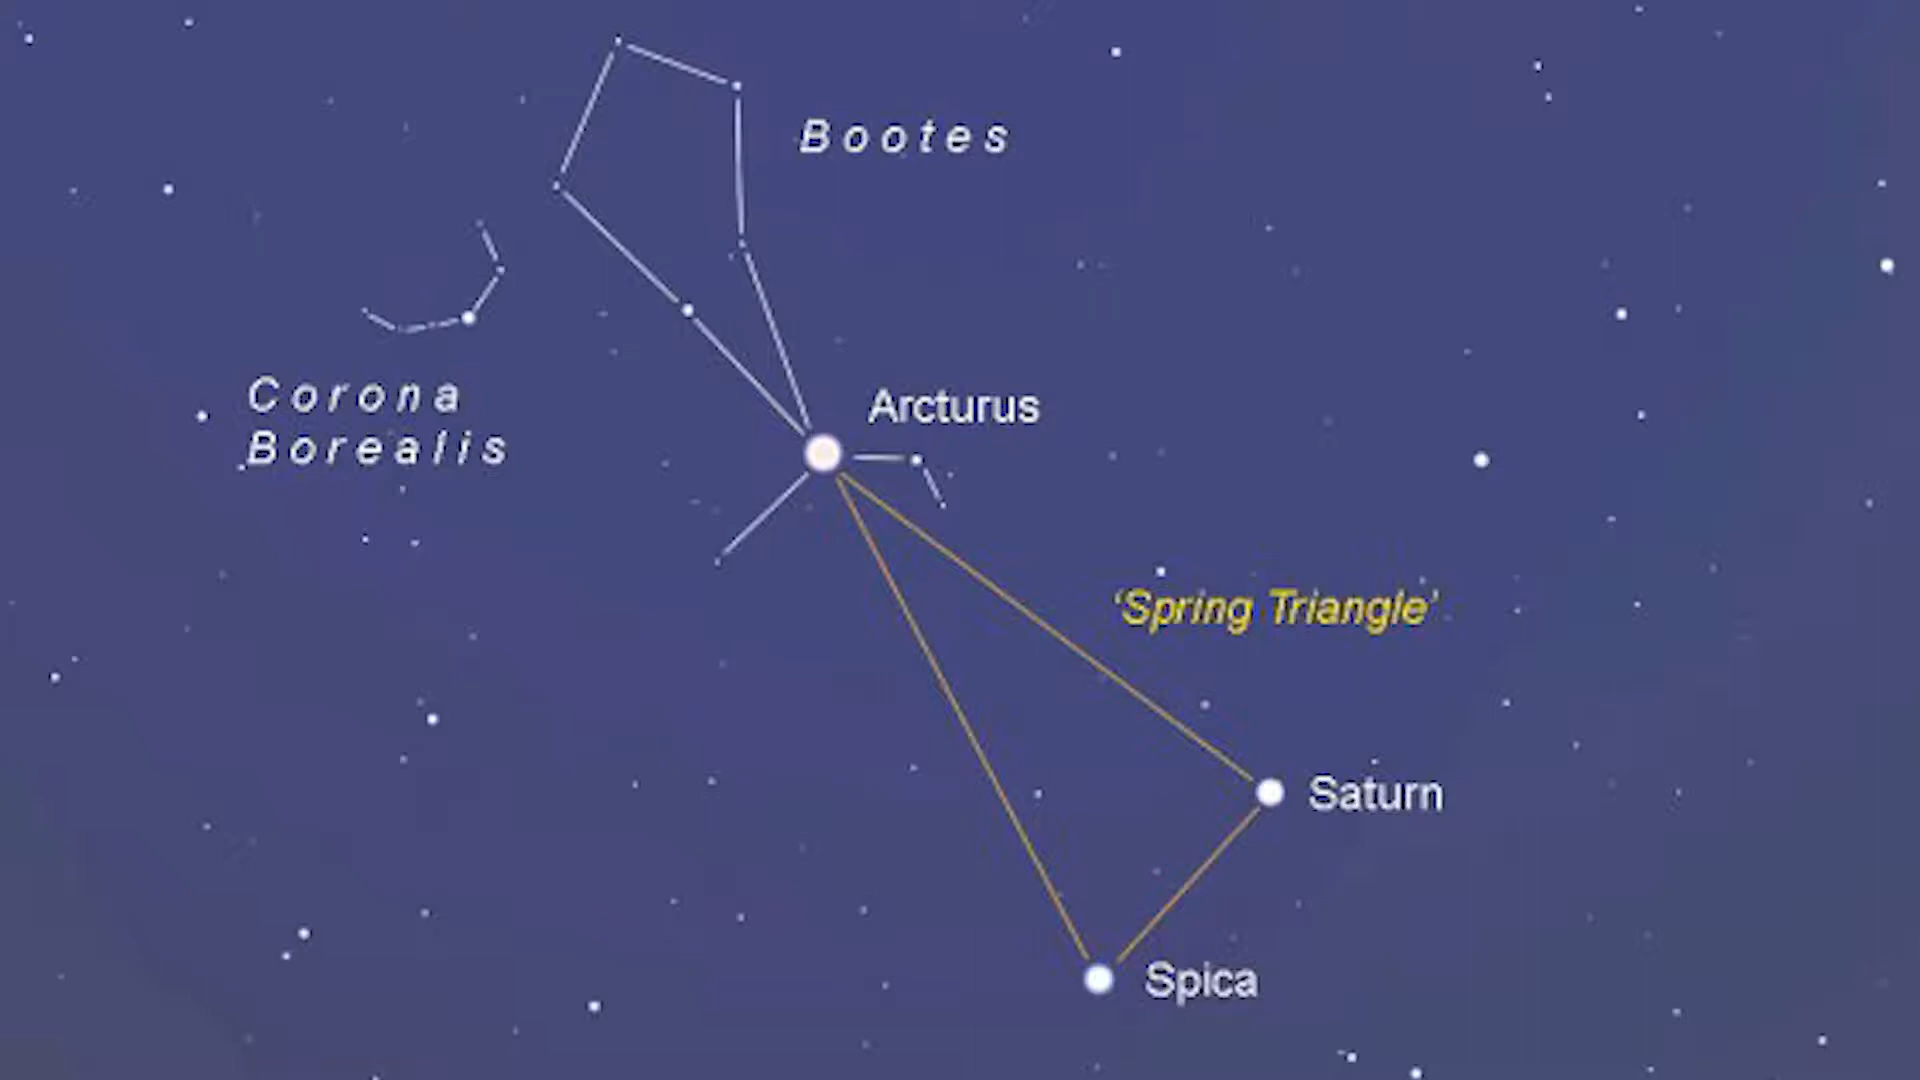 Bootes
Corona
Borealis
Arcturus
‘Spring Triangle’
Saturn
Spica